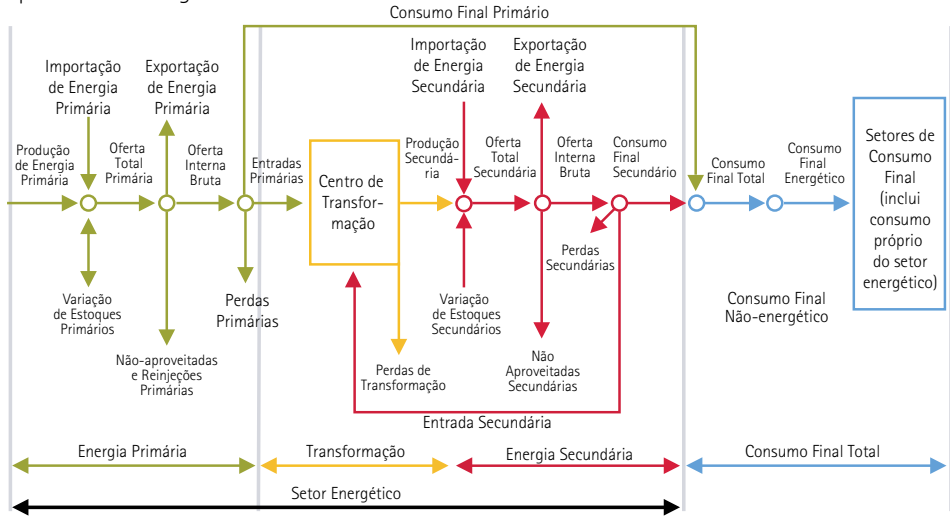 Consumo Final Primário
Importação
de Energia
Primária
Exportação
de Energia
Primária
Importação
de Energia
Secundária
Exportação
de Energia
Secundária
Produção
de Energia
Primária
Oferta
Total
Primária
Oferta
Interna
Bruta
Entradas
Primárias
Centro de
Transfor-
mação
Produção
Secundá-
ria
Oferta
Total
Secundária
Oferta
Interna
Bruta
Consumo
Final
Secundário
Consumo
Final Total
Consumo
Final
Energético
Setores de
Consumo
Final
(inclui
consumo
próprio
do setor
energético)
Variação
de Estoques
Primários
Perdas
Primárias
Não-aproveitadas
e Reinjeções
Primárias
Perdas de
Transformação
Variação
de Estoques
Secundários
Perdas
Secundárias
Não
Aproveitadas
Secundárias
Consumo Final
Não-energético
Entrada Secundária
Energia Primária
Transformação
Energia Secundária
Consumo Final Total
Setor Energético